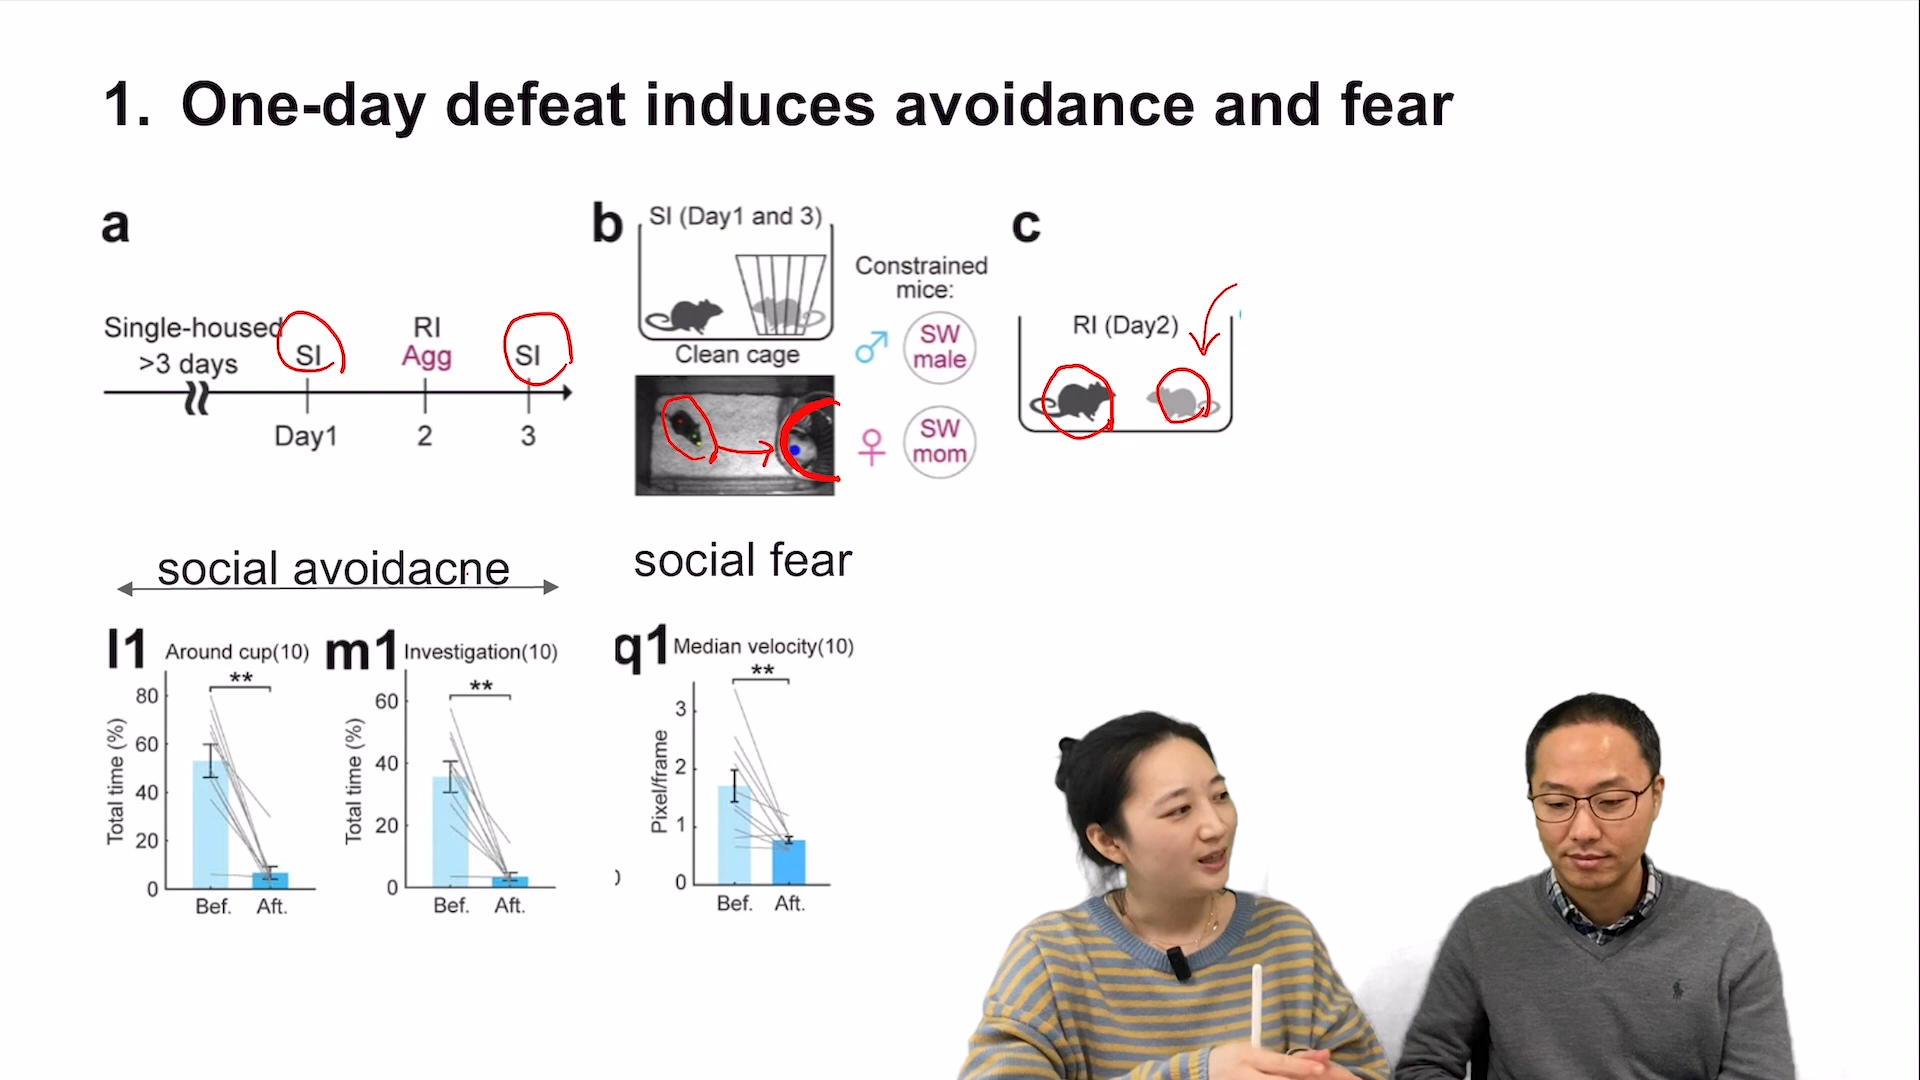 1. One-day defeat induces avoidance and fear
a
Single-housed
>3 days
SI
RI
Agg
SI
Day1
2
3
b
SI (Day1 and 3)
Clean cage
Constrained
mice:
♂
SW
male
♀
SW
mom
c
RI (Day2)
social avoidacne
social fear
l1
Around cup(10)
**
Total time (%)
80
60
40
20
0
Bef.
Aft.
m1
Investigation(10)
**
Total time (%)
60
40
20
0
Bef.
Aft.
q1
Median velocity(10)
**
Pixel/frame
3
2
1
0
Bef.
Aft.